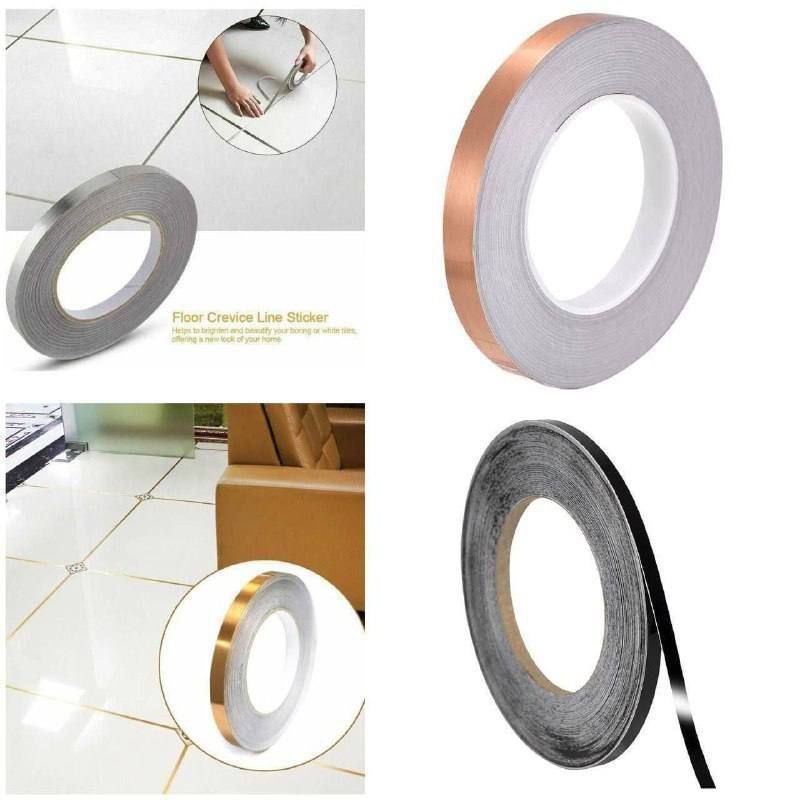 Floor Crevice Line Sticker
Helps to brighten and beautify your boring or white tiles,
offering a new look of your home